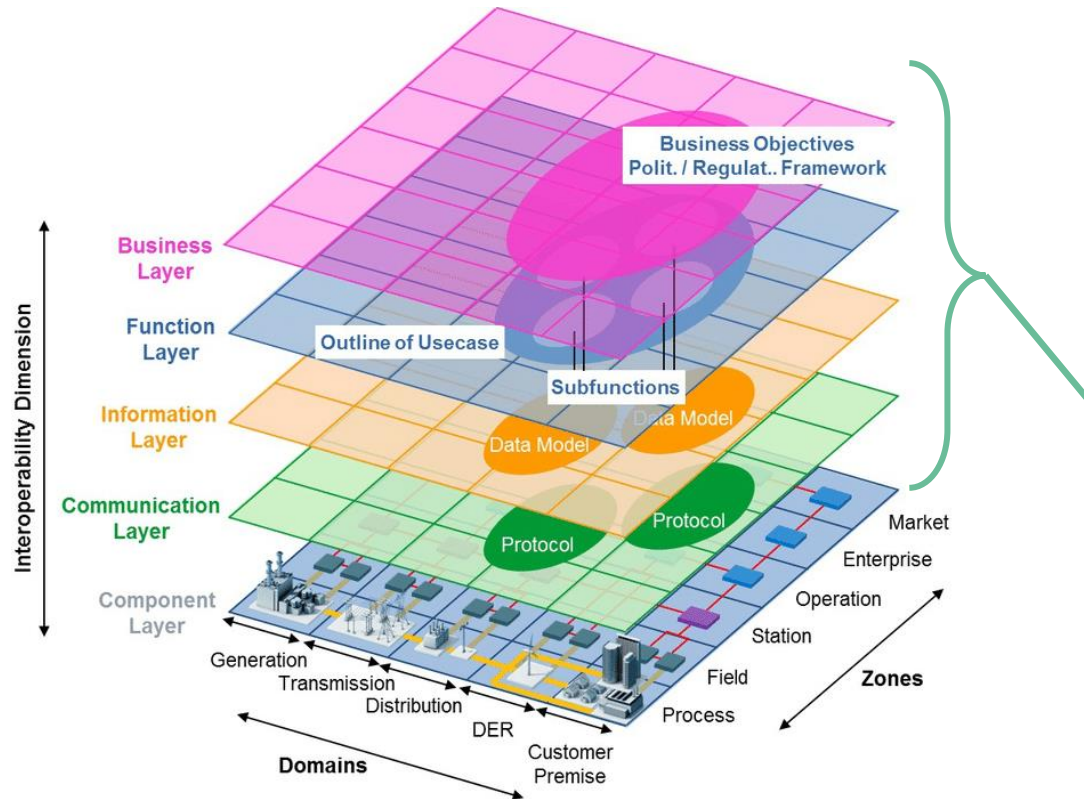 Business Objectives
Polit. / Regulat.. Framework
Business
Layer
Function
Layer
Outline of Usecase
Subfunctions
Information
Layer
Data Model
Data Model
Communication
Layer
Protocol
Protocol
Component
Layer
Interoperability Dimension
Generation
Transmission
Distribution
DER
Customer
Premise
Domains
Market
Enterprise
Operation
Station
Field
Process
Zones